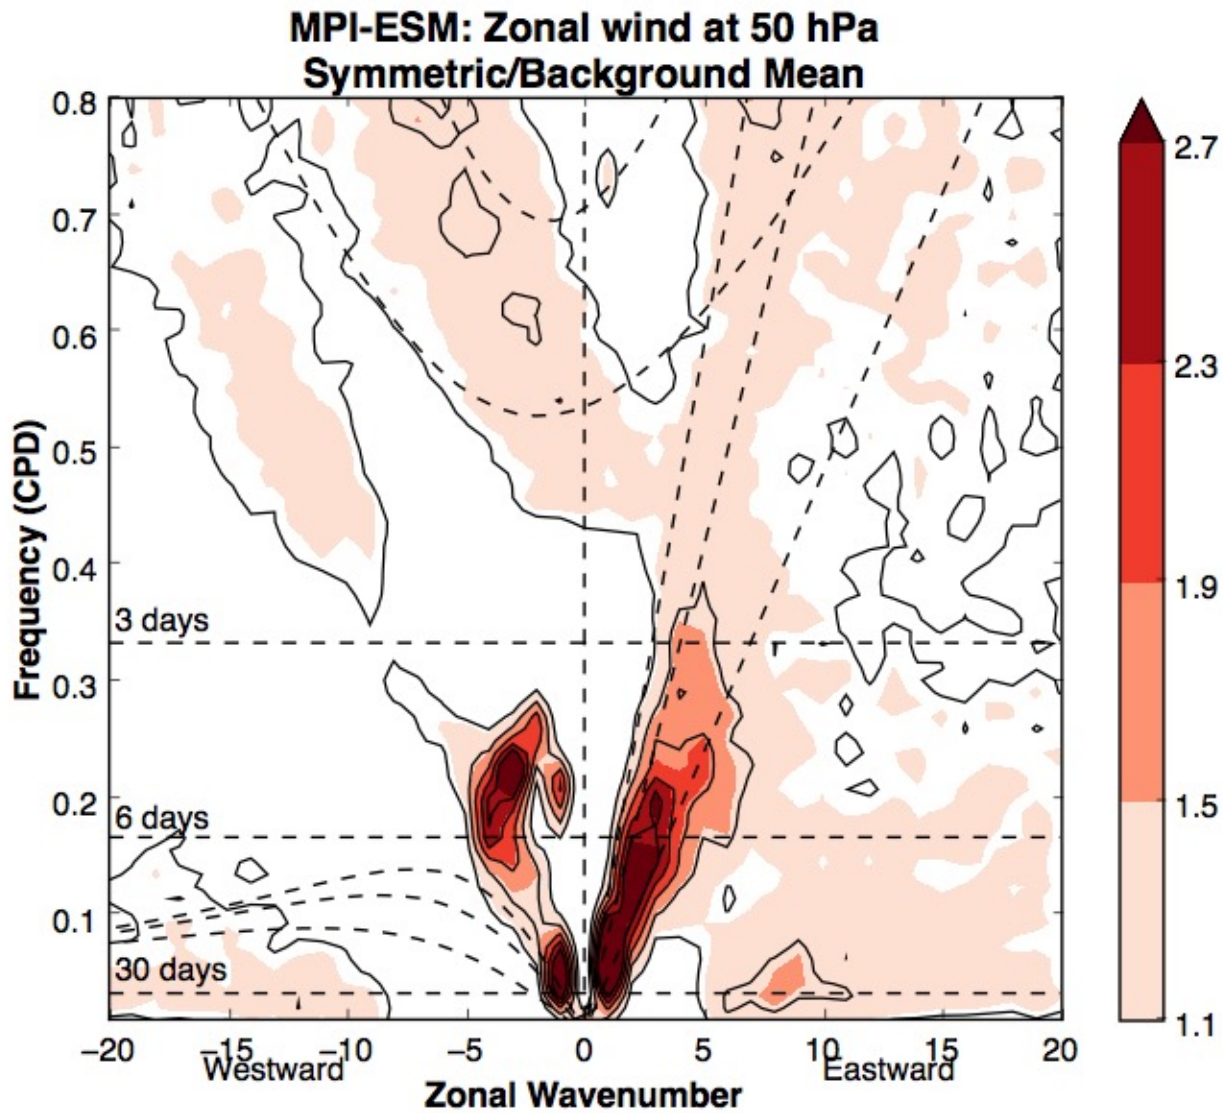 MPI-ESM: Zonal wind at 50 hPa
Symmetric/Background Mean
0.8
0.7
0.6
0.5
0.4
0.3
0.2
0.1
Frequency (CPD)
3 days
6 days
30 days
−20 −15 −10 −5 0 5 10 15 20
Westward Eastward
Zonal Wavenumber
2.7
2.3
1.9
1.5
1.1